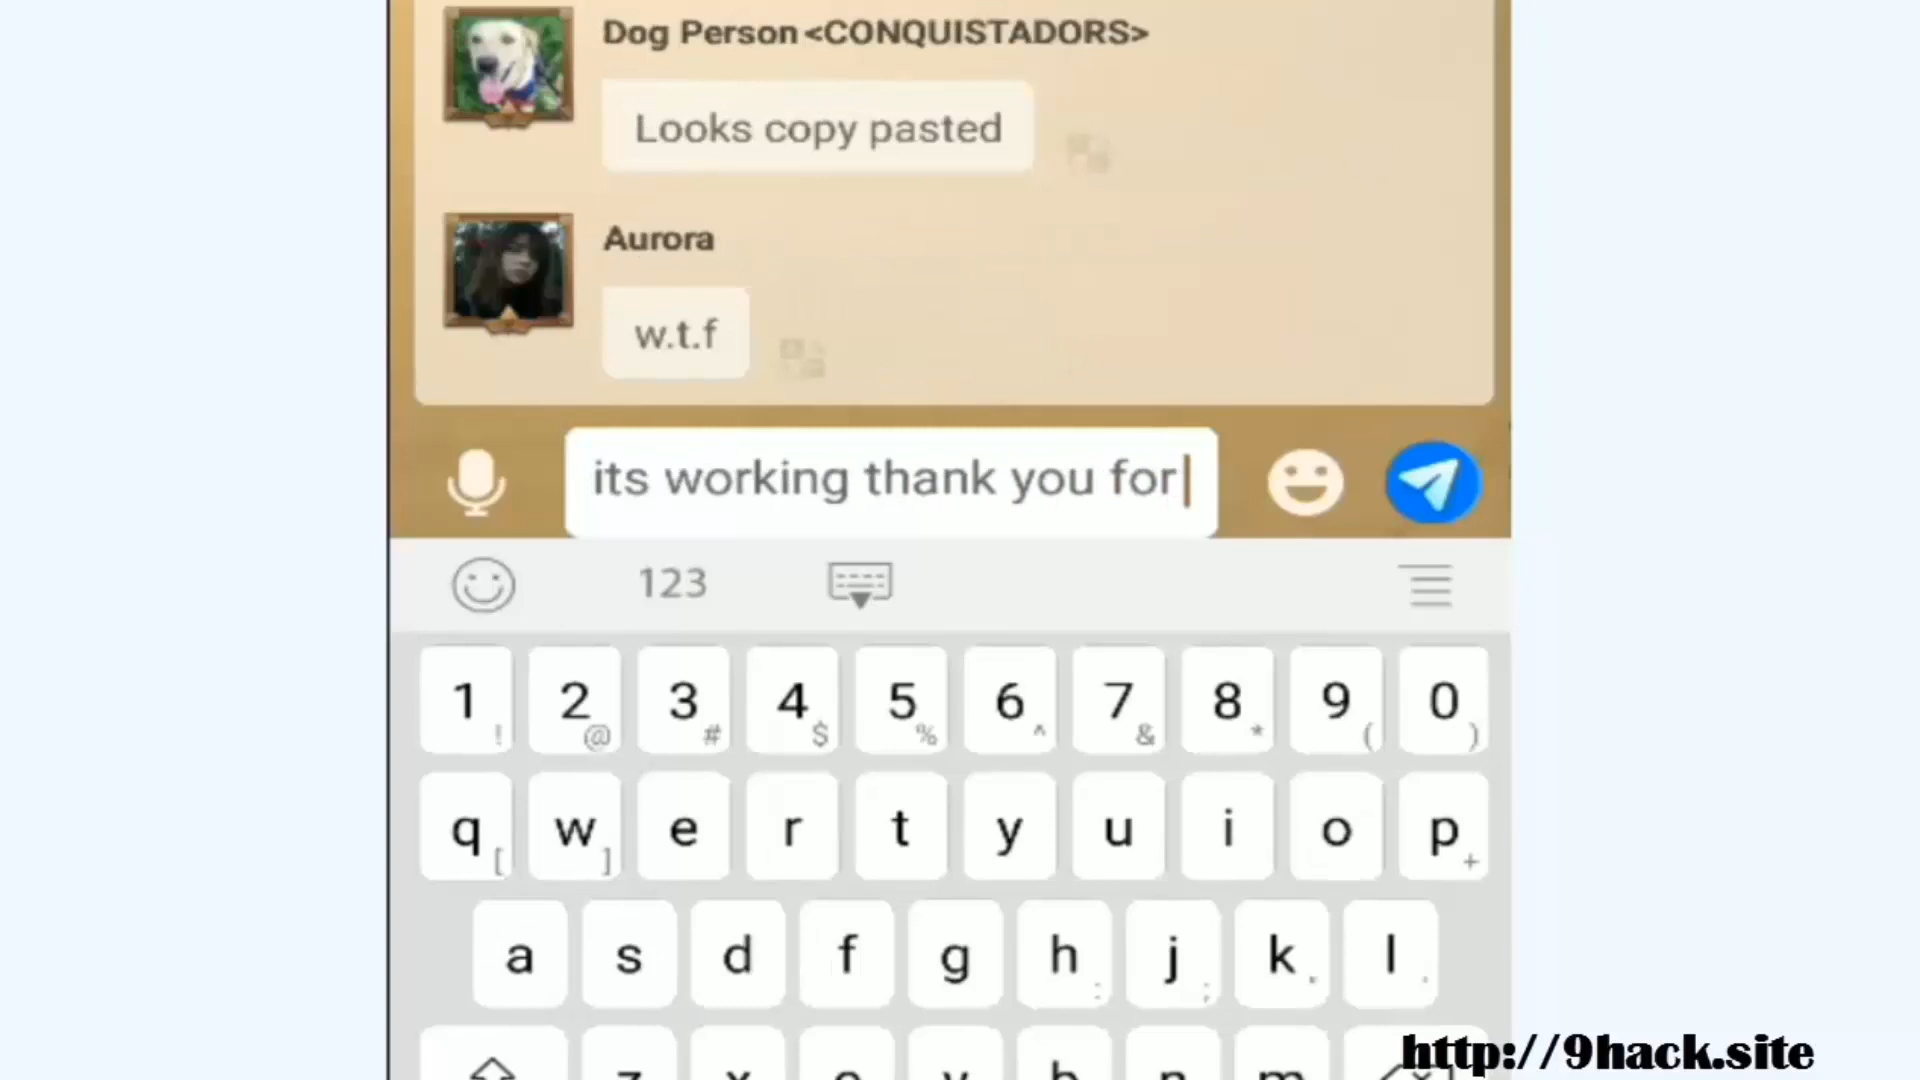 Dog Person<CONQUISTADORS>
Looks copy pasted
Aurora
w.t.f
its working thank you for
123
1 2 3 4 5 6 7 8 9 0
! @ # $ % ^ & * ( )
q w e r t y u i o p
[ ] +
a s d f g h j k l
: ;
z x c v b n m
http://9hack.site